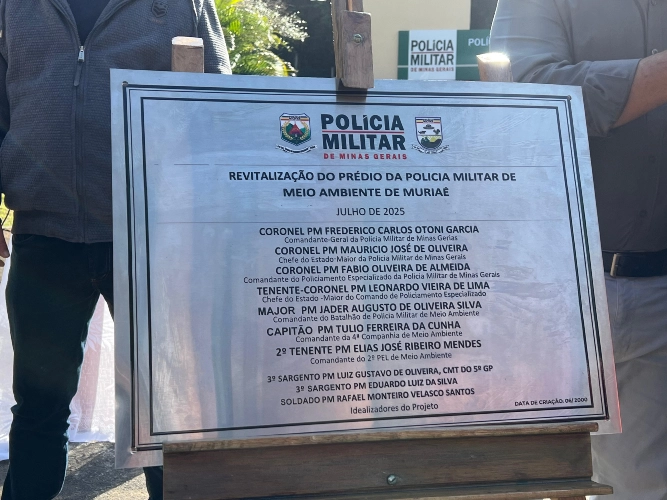 POLÍCIA
MILITAR
DE MINAS GERAIS
POLÍ
POLÍCIA
MILITAR
DE MINAS GERAIS
REVITALIZAÇÃO DO PRÉDIO DA POLICIA MILITAR DE
MEIO AMBIENTE DE MURIAÉ
JULHO DE 2025
CORONEL PM FREDERICO CARLOS OTONI GARCIA
Comandante-Geral da Polícia Militar de Minas Gerias
CORONEL PM MAURICIO JOSÉ DE OLIVEIRA
Chefe do Estado-Maior da Polícia Militar de Minas Gerais
CORONEL PM FABIO OLIVEIRA DE ALMEIDA
Comandante do Policiamento Especializado da Polícia Militar de Minas Gerais
TENENTE-CORONEL PM LEONARDO VIEIRA DE LIMA
Chefe do Estado -Maior do Comando de Policiamento Especializado
MAJOR PM JADER AUGUSTO DE OLIVEIRA SILVA
Comandante do Batalhão de Polícia Militar de Meio Ambiente
CAPITÃO PM TULIO FERREIRA DA CUNHA
Comandante da 4ª Companhia de Meio Ambiente
2º TENENTE PM ELIAS JOSÉ RIBEIRO MENDES
Comandante do 2º PEL de Meio Ambiente
3º SARGENTO PM LUIZ GUSTAVO DE OLIVEIRA, CMT DO 5º GP
3º SARGENTO PM EDUARDO LUIZ DA SILVA
SOLDADO PM RAFAEL MONTEIRO VELASCO SANTOS
Idealizadores do Projeto
DATA DE CRIAÇÃO: 06/2000